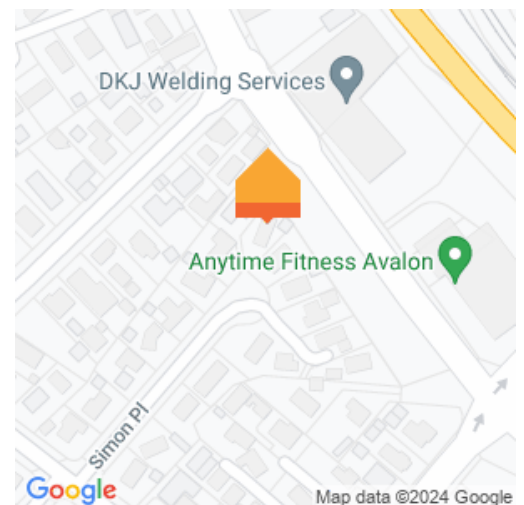 DKJ Welding Services
Anytime Fitness Avalon
Simon Pl
Google
Map data ©2024 Google